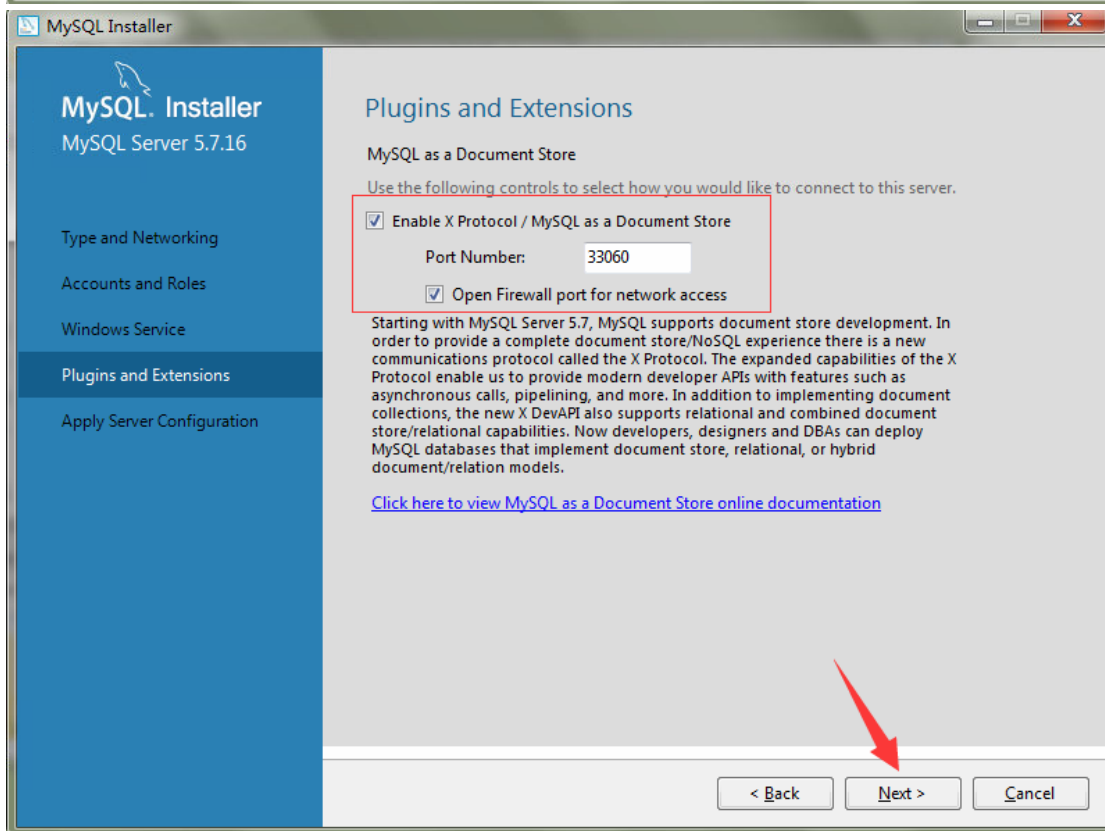 MySQL Installer
MySQL. Installer
MySQL Server 5.7.16
Type and Networking
Accounts and Roles
Windows Service
Plugins and Extensions
Apply Server Configuration
Plugins and Extensions
MySQL as a Document Store
Use the following controls to select how you would like to connect to this server.
Enable X Protocol / MySQL as a Document Store
Port Number: 33060
Open Firewall port for network access
Starting with MySQL Server 5.7, MySQL supports document store development. In
order to provide a complete document store/NoSQL experience there is a new
communications protocol called the X Protocol. The expanded capabilities of the X
Protocol enable us to provide modern developer APIs with features such as
asynchronous calls, pipelining, and more. In addition to implementing document
collections, the new X DevAPI also supports relational and combined document
store/relational capabilities. Now developers, designers and DBAs can deploy
MySQL databases that implement document store, relational, or hybrid
document/relation models.
Click here to view MySQL as a Document Store online documentation
< Back
Next >
Cancel